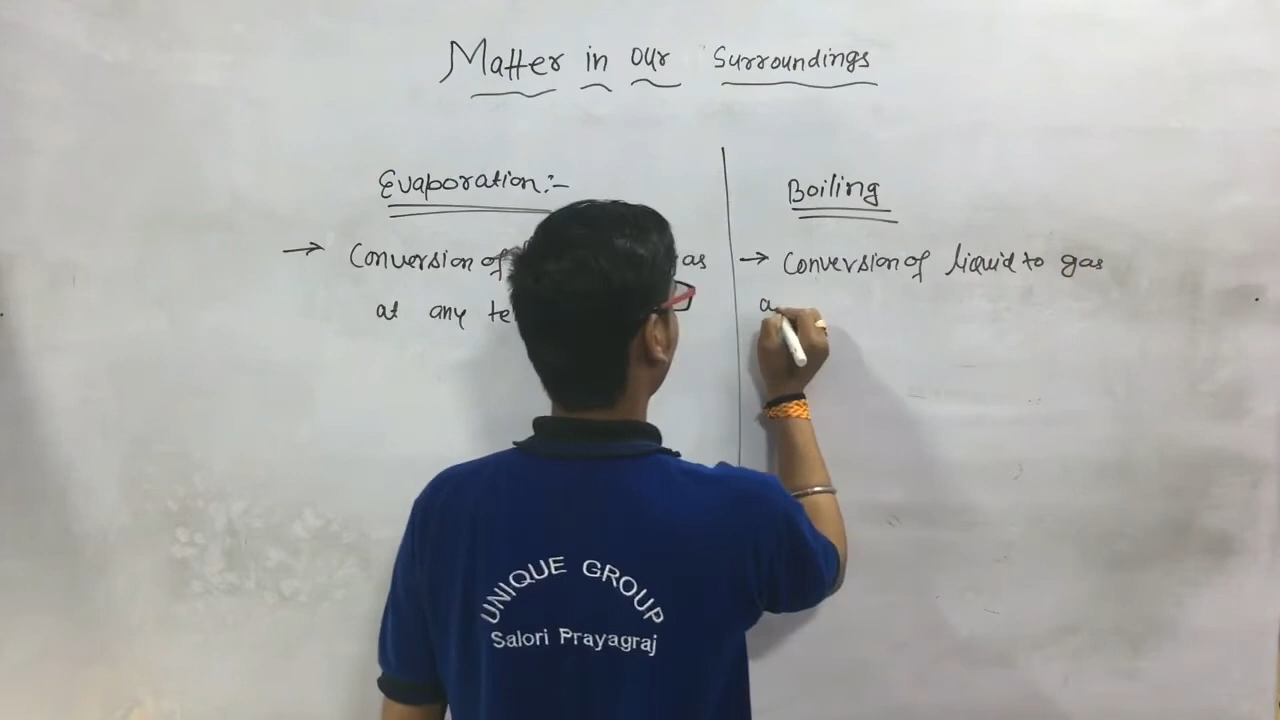 Matter in our Surroundings
Evaporation:-
→ Conversion of
at any
Boiling
→ Conversion of liquid to gas
UNIQUE GROUP
Salori Prayagraj